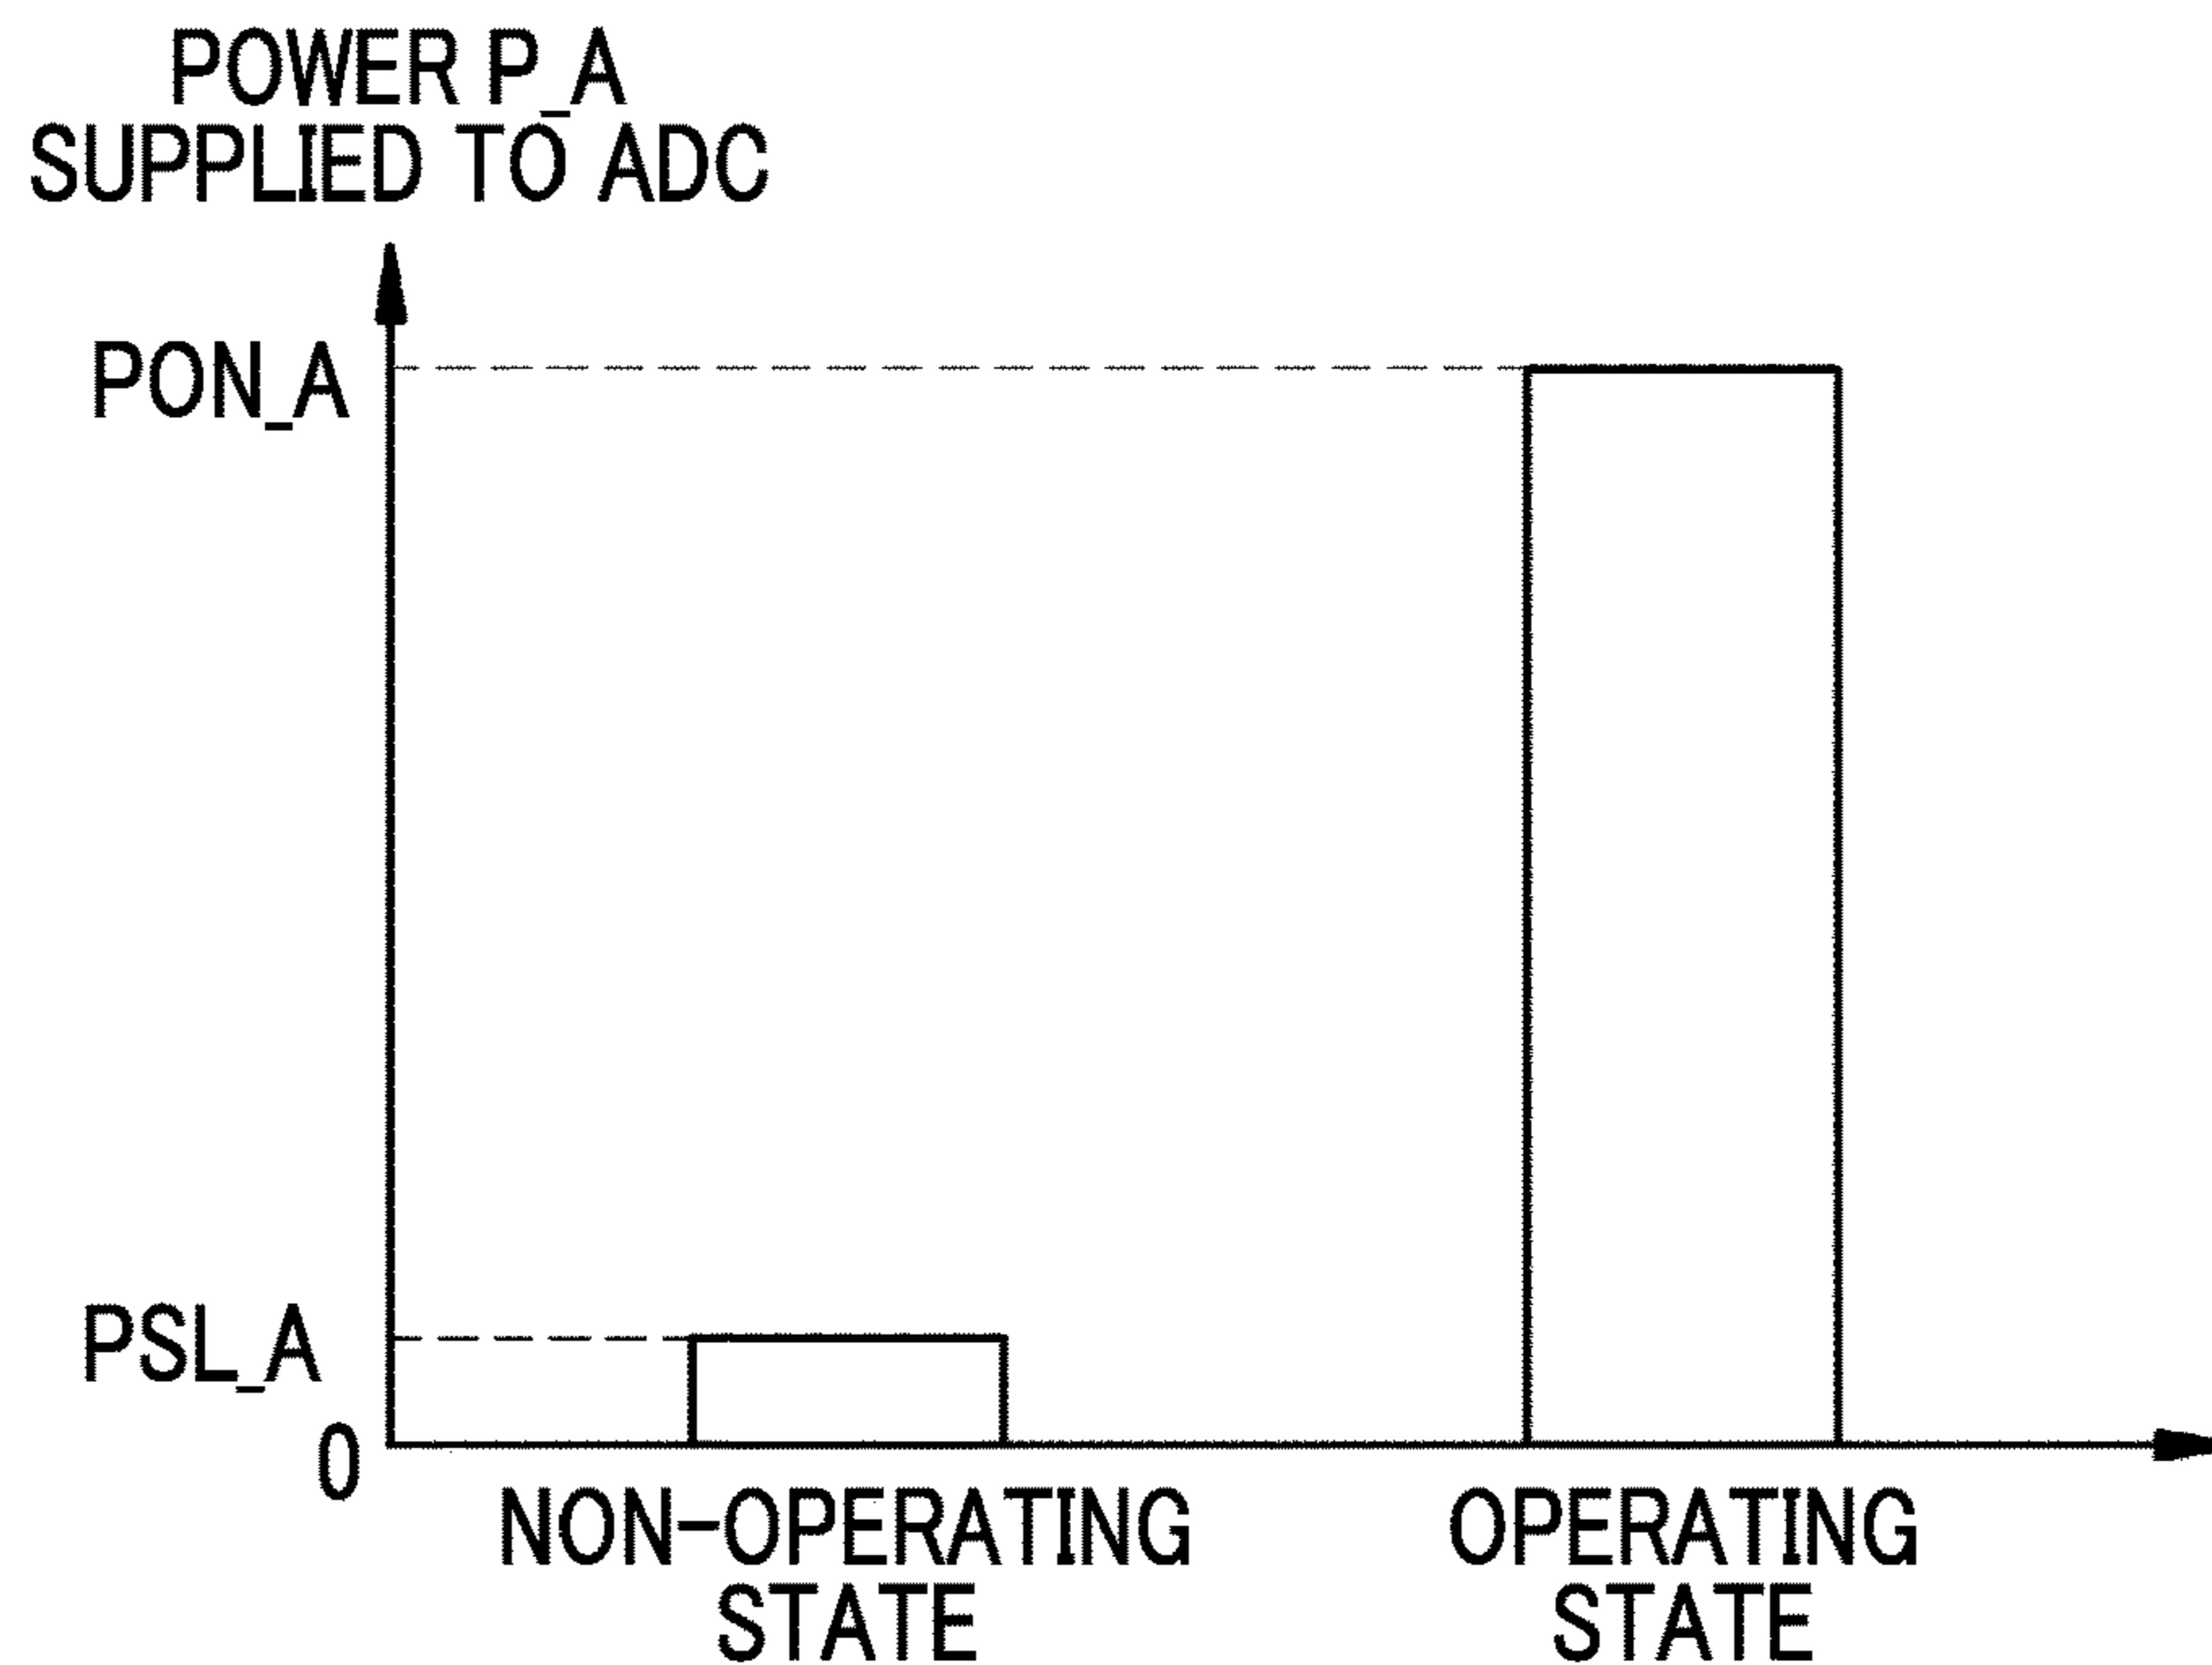 POWER P_A
SUPPLIED TO ADC
PON_A
PSL_A
0
NON-OPERATING
STATE
OPERATING
STATE